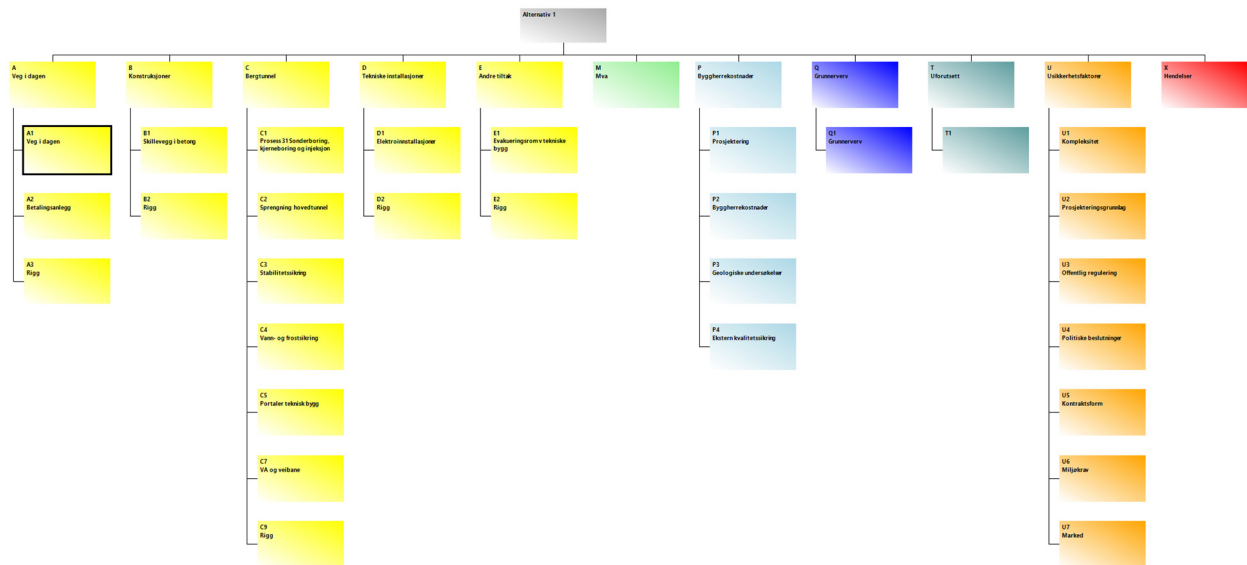 Alternativ 1
A
Veg i dagen
B
Konstruksjoner
C
Bergtunnel
D
Tekniske installasjoner
E
Andre tiltak
M
Mva
P
Byggherrekostnader
Q
Grunnerverv
T
Uforutsett
U
Usikkerhetsfaktorer
X
Hendelser
A1
Veg i dagen
B1
Skillevegg i betong
C1
Prosess 31 Sonderboring,
kjerneboring og injeksjon
D1
Elektroinstallasjoner
E1
Evakueringsrom v tekniske
bygg
P1
Prosjektering
Q1
Grunnerverv
T1
U1
Kompleksitet
A2
Betalingsanlegg
B2
Rigg
C2
Sprengning hovedtunnel
D2
Rigg
E2
Rigg
P2
Byggherrekostnader
U2
Prosjekteringsgrunnlag
A3
Rigg
C3
Stabilitetssikring
P3
Geologiske undersøkelser
U3
Offentlig regulering
C4
Vann- og frostsikring
P4
Ekstern kvalitetssikring
U4
Politiske beslutninger
C5
Portaler teknisk bygg
U5
Kontraktsform
C7
VA og veibane
U6
Miljøkrav
C9
Rigg
U7
Marked